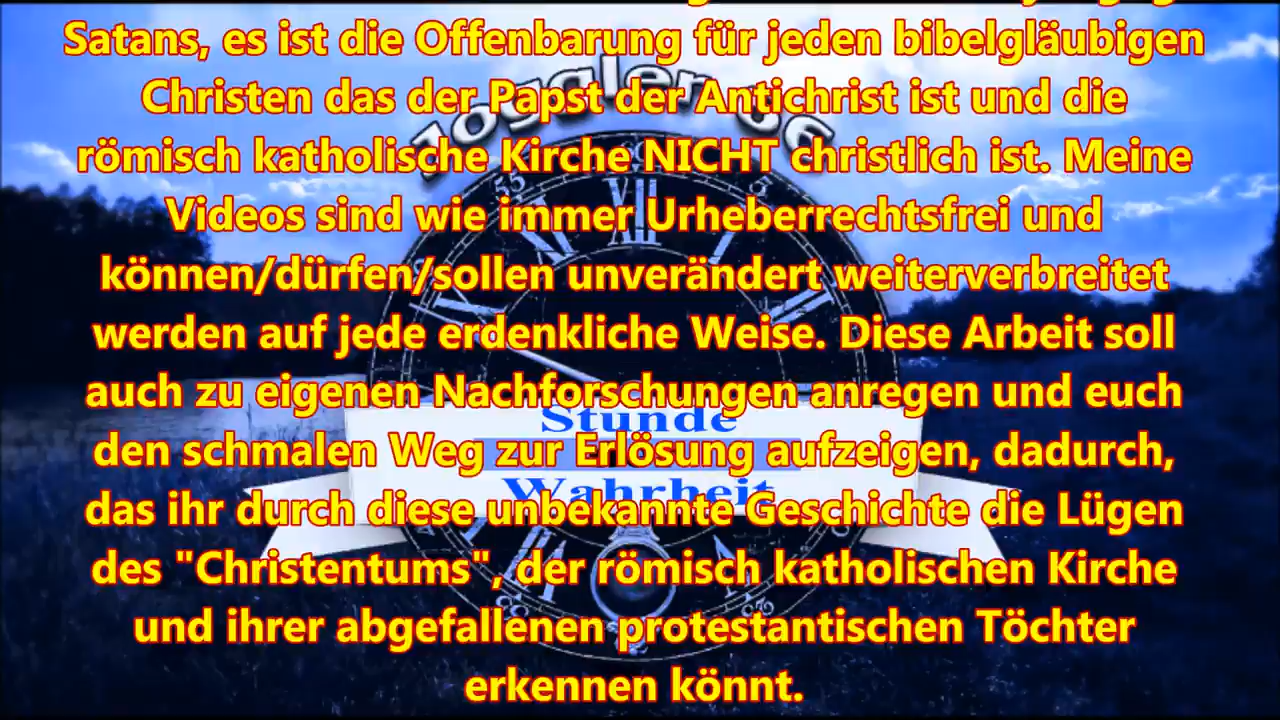 Satans, es ist die Offenbarung für jeden bibelgläubigen
Christen das der Papst der Antichrist ist und die
römisch katholische Kirche NICHT christlich ist. Meine
Videos sind wie immer Urheberrechtsfrei und
können/dürfen/sollen unverändert weiterverbreitet
werden auf jede erdenkliche Weise. Diese Arbeit soll
auch zu eigenen Nachforschungen anregen und euch
den schmalen Weg zur Erlösung aufzeigen, dadurch,
das ihr durch diese unbekannte Geschichte die Lügen
des "Christentums", der römisch katholischen Kirche
und ihrer abgefallenen protestantischen Töchter
erkennen könnt.
XII
55
Stunde
Wahrheit